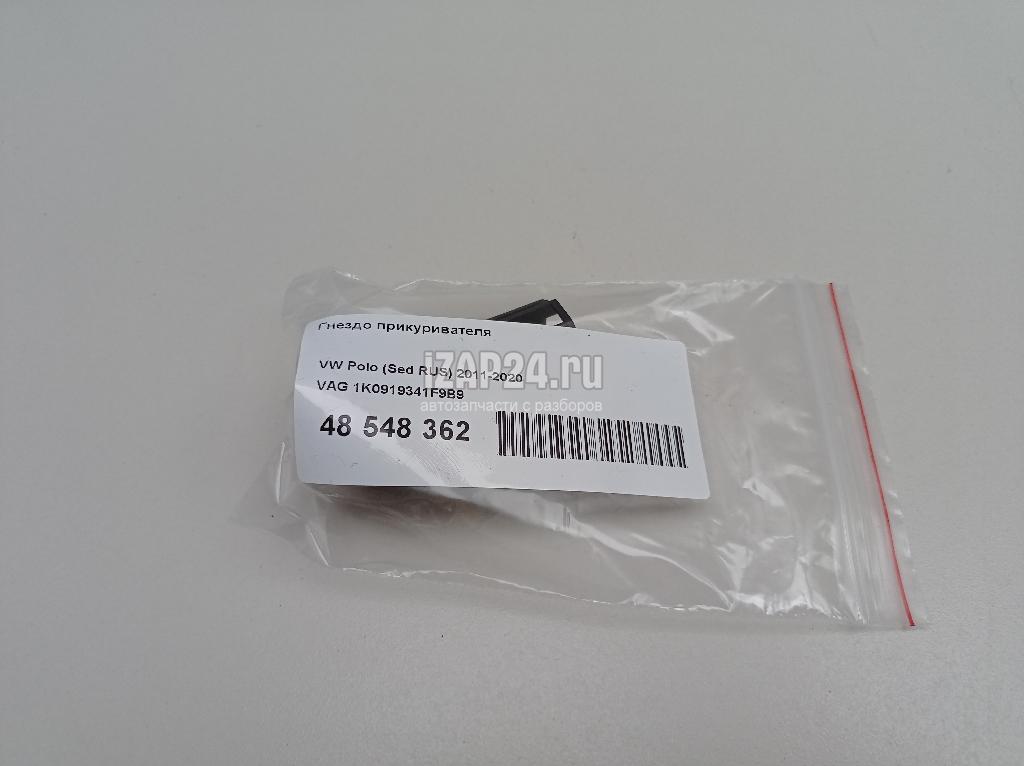 Гнездо прикуривателя
VW Polo (Sed RUS) 2011-2020
VAG 1K0919341F9B9
48 548 362
iZAP24.ru
автозапчасти с разборов